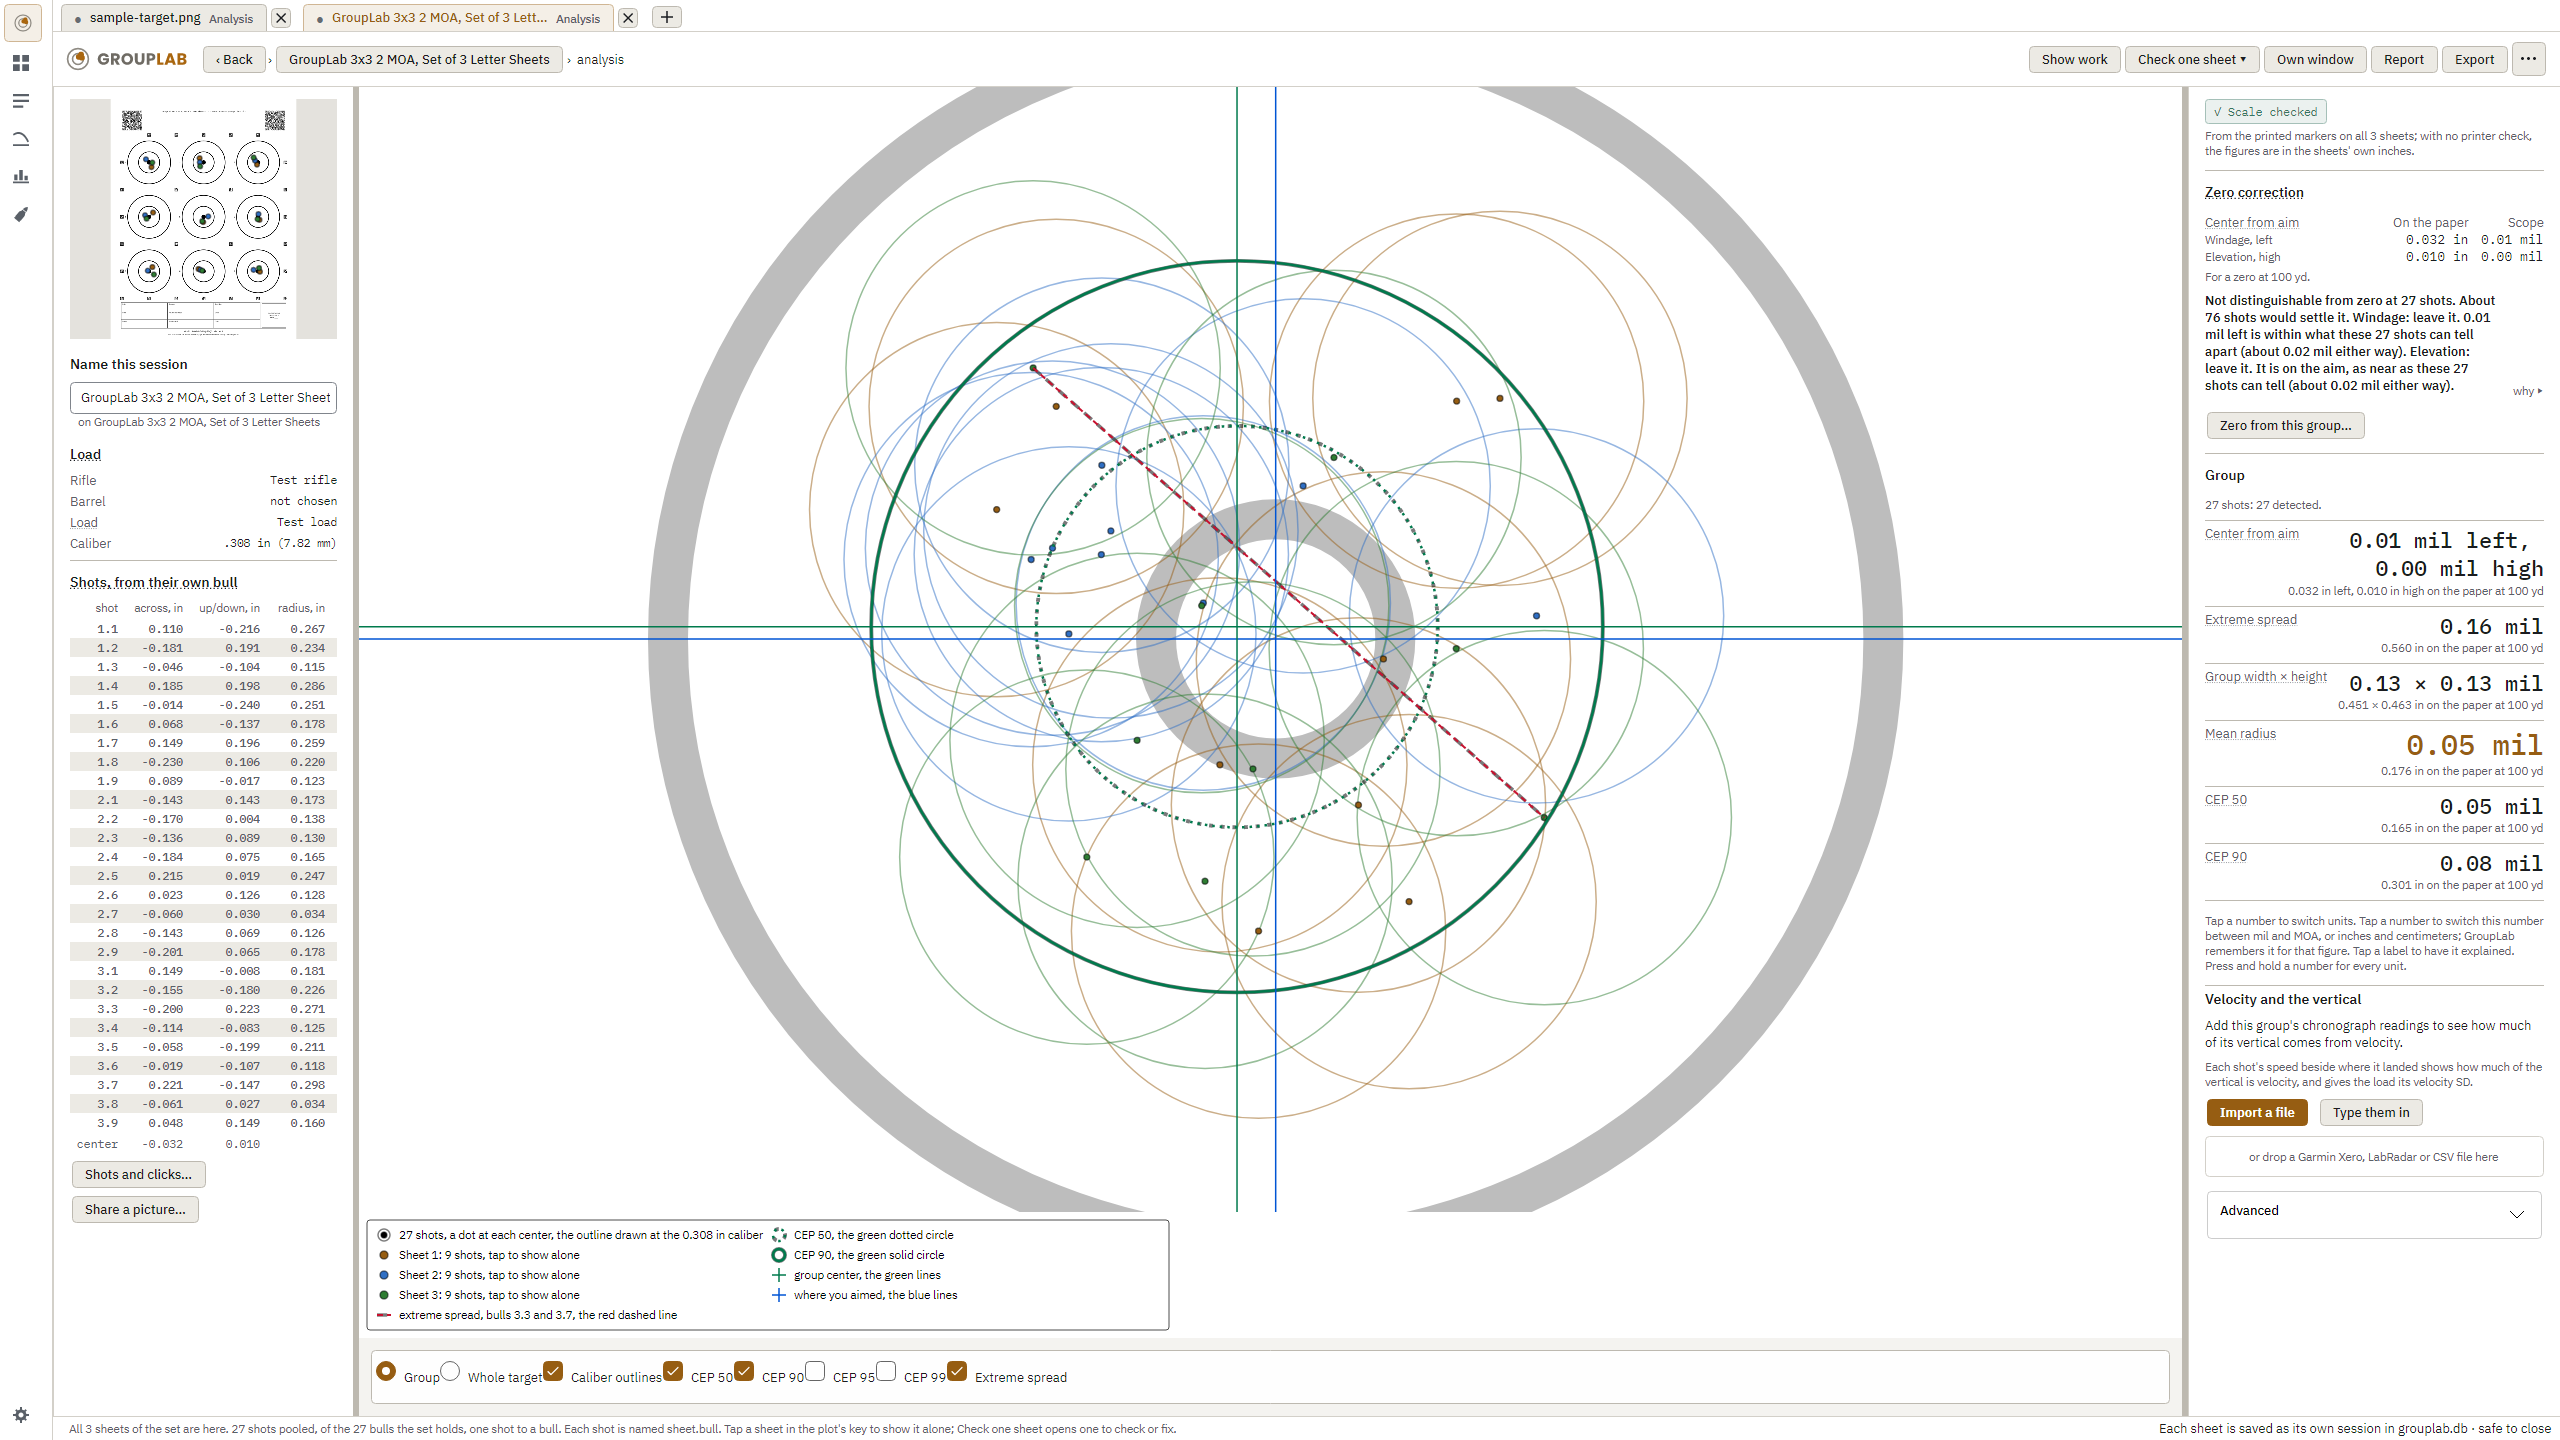 sample-target.png Analysis
GroupLab 3x3 2 MOA, Set of 3 Lett... Analysis
GROUPLAB
‹ Back › GroupLab 3x3 2 MOA, Set of 3 Letter Sheets › analysis
Show work
Check one sheet ▾
Own window
Report
Export
Name this session
GroupLab 3x3 2 MOA, Set of 3 Letter Sheet
on GroupLab 3x3 2 MOA, Set of 3 Letter Sheets
Load
Rifle Test rifle
Barrel not chosen
Load Test load
Caliber .308 in (7.82 mm)
Shots, from their own bull
shot across, in up/down, in radius, in
1.1 0.110 -0.216 0.267
1.2 -0.181 0.191 0.234
1.3 -0.046 -0.104 0.115
1.4 0.185 0.198 0.286
1.5 -0.014 -0.240 0.251
1.6 0.068 -0.137 0.178
1.7 0.149 0.196 0.259
1.8 -0.230 0.106 0.220
1.9 0.089 -0.017 0.123
2.1 -0.143 0.143 0.173
2.2 -0.170 0.004 0.138
2.3 -0.136 0.089 0.130
2.4 -0.184 0.075 0.165
2.5 0.215 0.019 0.247
2.6 0.023 0.126 0.128
2.7 -0.060 0.030 0.034
2.8 -0.143 0.069 0.126
2.9 -0.201 0.065 0.178
3.1 0.149 -0.008 0.181
3.2 -0.155 -0.180 0.226
3.3 -0.200 0.223 0.271
3.4 -0.114 -0.083 0.125
3.5 -0.058 -0.199 0.211
3.6 -0.019 -0.107 0.118
3.7 0.221 -0.147 0.298
3.8 -0.061 0.027 0.034
3.9 0.048 0.149 0.160
center -0.032 0.010
Shots and clicks...
Share a picture...
27 shots, a dot at each center, the outline drawn at the 0.308 in caliber
Sheet 1: 9 shots, tap to show alone
Sheet 2: 9 shots, tap to show alone
Sheet 3: 9 shots, tap to show alone
extreme spread, bulls 3.3 and 3.7, the red dashed line
CEP 50, the green dotted circle
CEP 90, the green solid circle
group center, the green lines
where you aimed, the blue lines
Group Whole target Caliber outlines CEP 50 CEP 90 CEP 95 CEP 99 Extreme spread
√ Scale checked
From the printed markers on all 3 sheets; with no printer check,
the figures are in the sheets' own inches.
Zero correction
Center from aim On the paper Scope
Windage, left 0.032 in 0.01 mil
Elevation, high 0.010 in 0.00 mil
For a zero at 100 yd.
Not distinguishable from zero at 27 shots. About
76 shots would settle it. Windage: leave it. 0.01
mil left is within what these 27 shots can tell
apart (about 0.02 mil either way). Elevation:
leave it. It is on the aim, as near as these 27
shots can tell (about 0.02 mil either way).
why ▸
Zero from this group...
Group
27 shots: 27 detected.
Center from aim 0.01 mil left,
0.00 mil high
0.032 in left, 0.010 in high on the paper at 100 yd
Extreme spread 0.16 mil
0.560 in on the paper at 100 yd
Group width × height 0.13 × 0.13 mil
0.451 × 0.463 in on the paper at 100 yd
Mean radius 0.05 mil
0.176 in on the paper at 100 yd
CEP 50 0.05 mil
0.165 in on the paper at 100 yd
CEP 90 0.08 mil
0.301 in on the paper at 100 yd
Tap a number to switch units. Tap a number to switch this number
between mil and MOA, or inches and centimeters; GroupLab
remembers it for that figure. Tap a label to have it explained.
Press and hold a number for every unit.
Velocity and the vertical
Add this group's chronograph readings to see how much
of its vertical comes from velocity.
Each shot's speed beside where it landed shows how much of the
vertical is velocity, and gives the load its velocity SD.
Import a file
Type them in
or drop a Garmin Xero, LabRadar or CSV file here
Advanced
All 3 sheets of the set are here. 27 shots pooled, of the 27 bulls the set holds, one shot to a bull. Each shot is named sheet.bull. Tap a sheet in the plot's key to show it alone; Check one sheet opens one to check or fix.
Each sheet is saved as its own session in grouplab.db · safe to close